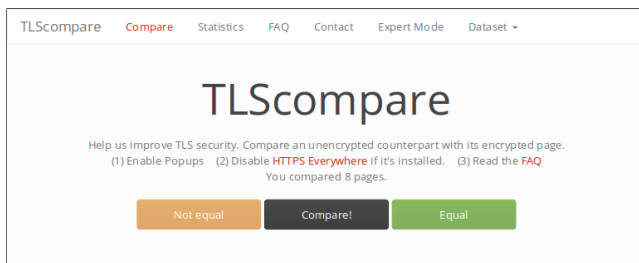 TLScompare Compare Statistics FAQ Contact Expert Mode Dataset
TLScompare
Help us improve TLS security. Compare an unencrypted counterpart with its encrypted page.
(1) Enable Popups (2) Disable HTTPS Everywhere if it's installed. (3) Read the FAQ
You compared 8 pages.
Not equal Compare! Equal